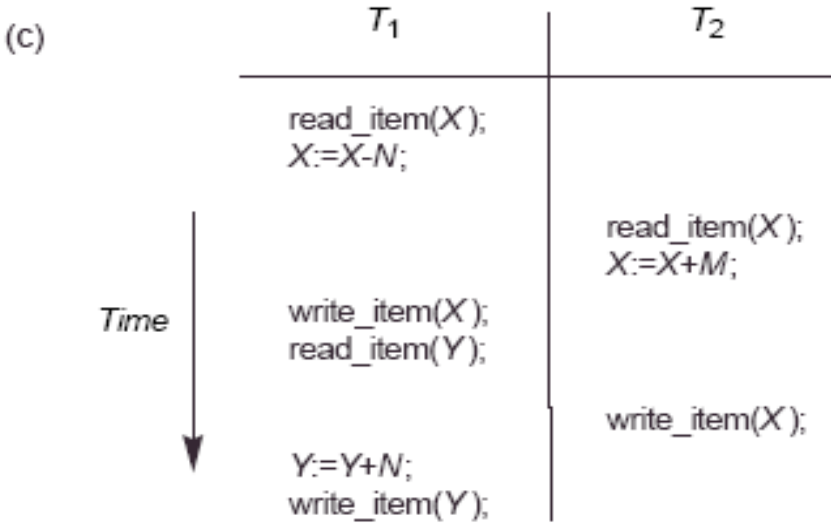 (c)
T1 T2
read_item(X);
X:=X-N;
read_item(X);
X:=X+M;
Time
write_item(X);
read_item(Y);
write_item(X);
Y:=Y+N;
write_item(Y);